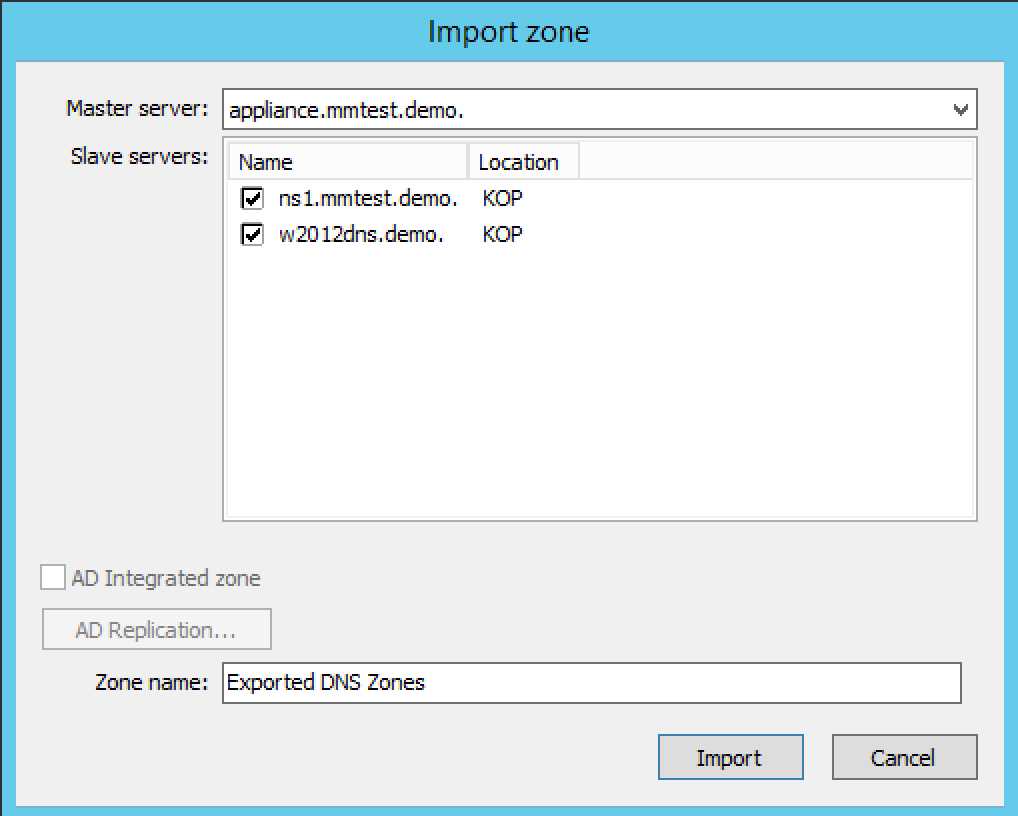 Import zone
Master server: appliance.mmtest.demo.
Slave servers:
Name Location
ns1.mmtest.demo. KOP
w2012dns.demo. KOP
AD Integrated zone
AD Replication...
Zone name: Exported DNS Zones
Import Cancel